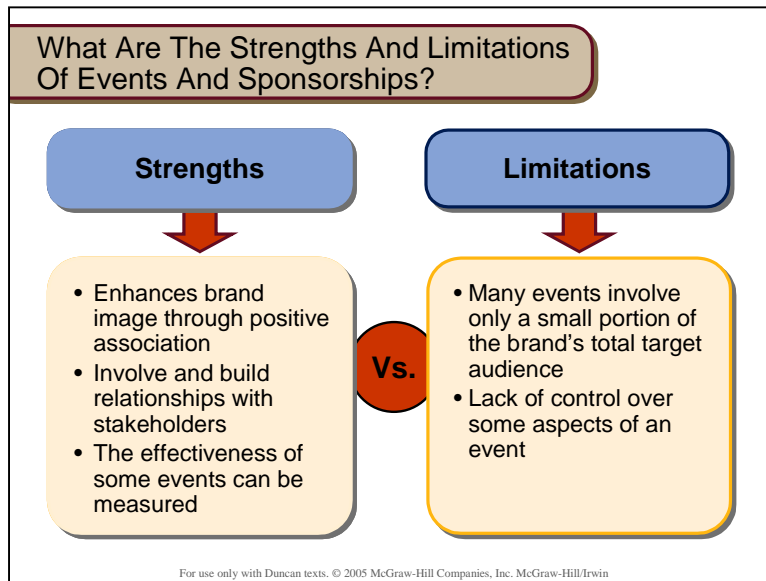 What Are The Strengths And Limitations
Of Events And Sponsorships?
Strengths
• Enhances brand
image through positive
association
• Involve and build
relationships with
stakeholders
• The effectiveness of
some events can be
measured
Vs.
Limitations
• Many events involve
only a small portion of
the brand's total target
audience
• Lack of control over
some aspects of an
event
For use only with Duncan texts. © 2005 McGraw-Hill Companies, Inc. McGraw-Hill/Irwin